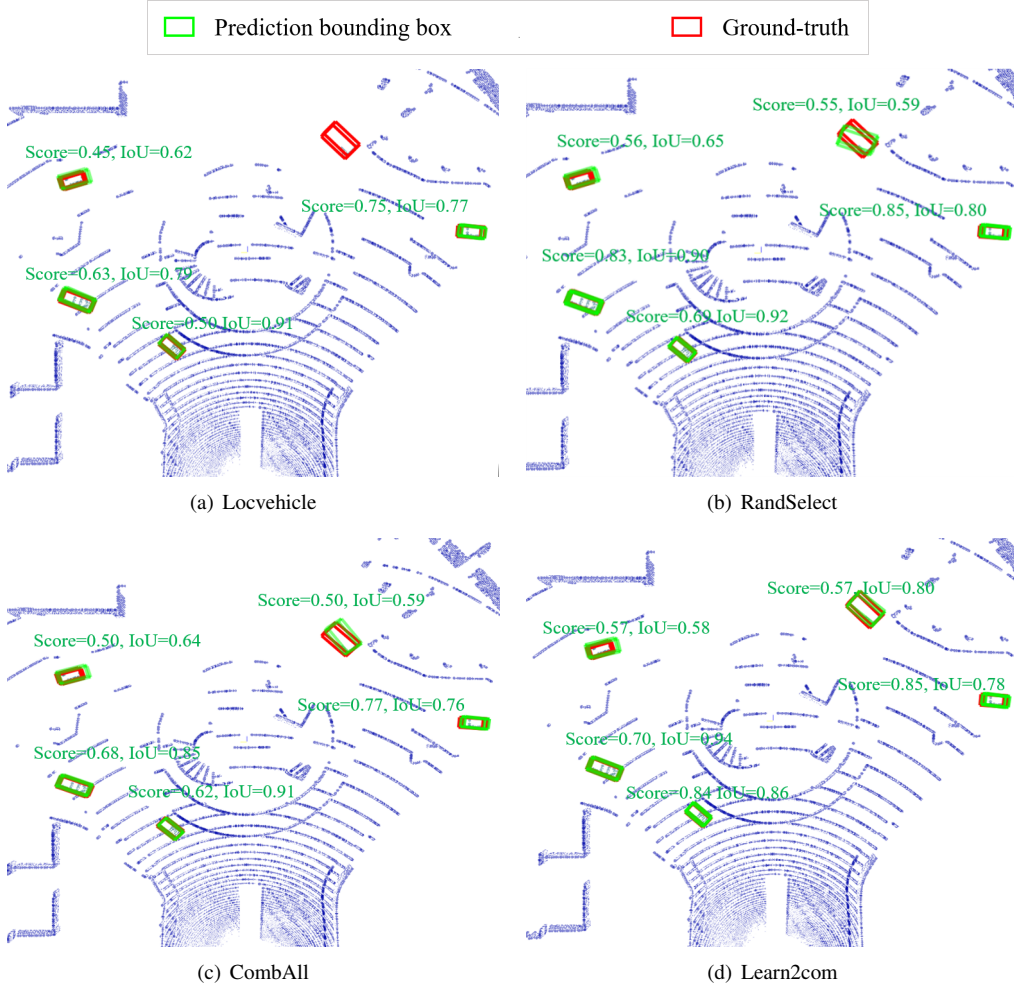 Prediction bounding box
Ground-truth
Score=0.45, IoU=0.62
Score=0.75, IoU=0.77
Score=0.63, IoU=0.79
Score=0.50 IoU=0.91
(a) Locvehicle
Score=0.55, IoU=0.59
Score=0.56, IoU=0.65
Score=0.85, IoU=0.80
Score=0.83, IoU=0.90
Score=0.69 IoU=0.92
(b) RandSelect
Score=0.50, IoU=0.59
Score=0.50, IoU=0.64
Score=0.77, IoU=0.76
Score=0.68, IoU=0.85
Score=0.62, IoU=0.91
(c) CombAll
Score=0.57, IoU=0.80
Score=0.57, IoU=0.58
Score=0.85, IoU=0.78
Score=0.70, IoU=0.94
Score=0.84 IoU=0.86
(d) Learn2com